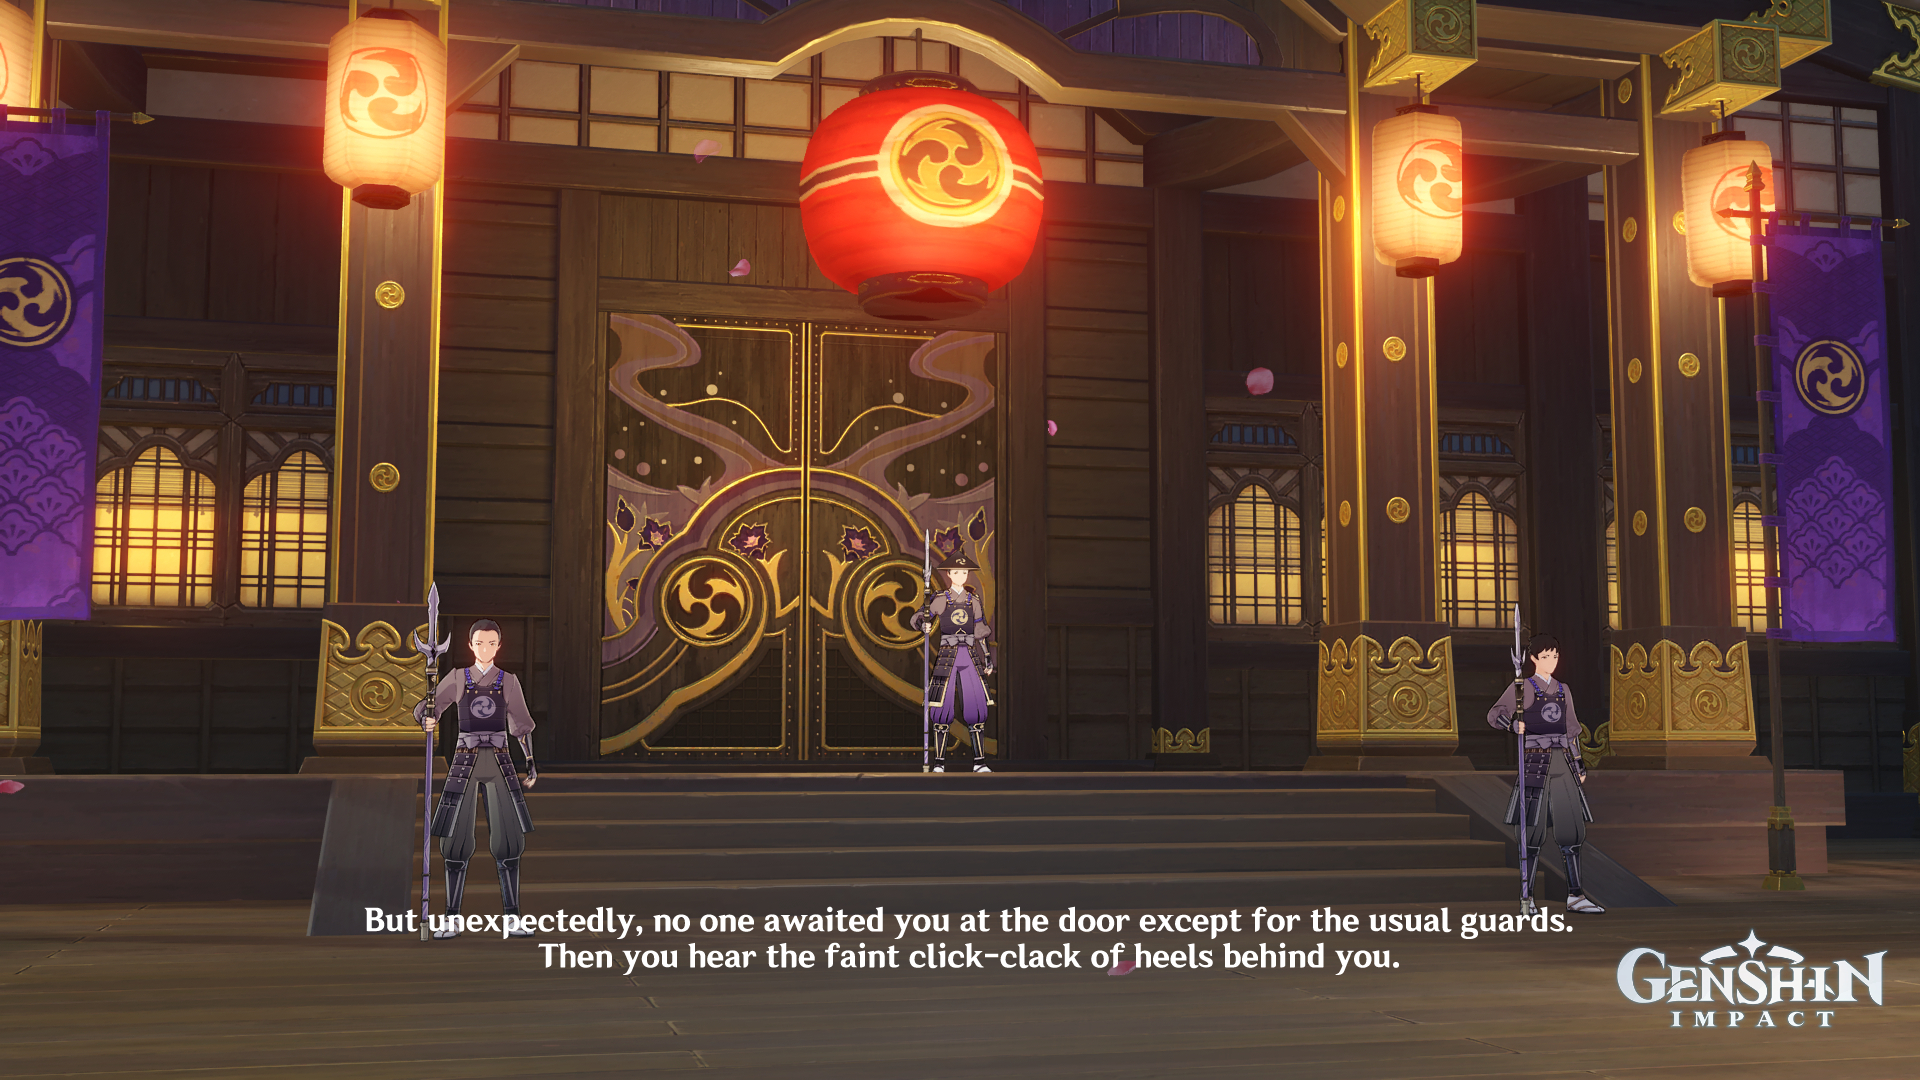 But unexpectedly, no one awaited you at the door except for the usual guards.
Then you hear the faint click-clack of heels behind you.
GENSHIN
IMPACT